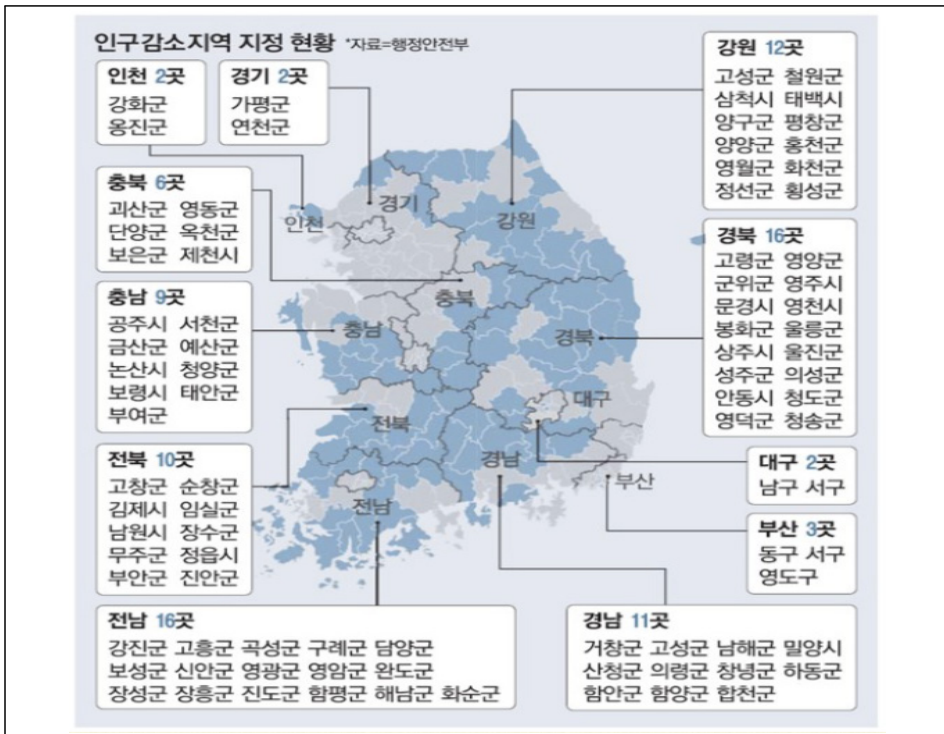 인구감소지역 지정 현황 *자료=행정안전부
인천 2곳
강화군
옹진군
경기 2곳
가평군
연천군
강원 12곳
고성군 철원군
삼척시 태백시
양구군 평창군
양양군 홍천군
영월군 화천군
정선군 횡성군
충북 6곳
괴산군 영동군
단양군 옥천군
보은군 제천시
경북 16곳
고령군 영양군
군위군 영주시
문경시 영천시
봉화군 울릉군
상주시 울진군
성주군 의성군
안동시 청도군
영덕군 청송군
충남 9곳
공주시 서천군
금산군 예산군
논산시 청양군
보령시 태안군
부여군
전북 10곳
고창군 순창군
김제시 임실군
남원시 장수군
무주군 정읍시
부안군 진안군
대구 2곳
남구 서구
부산 3곳
동구 서구
영도구
전남 16곳
강진군 고흥군 곡성군 구례군 담양군
보성군 신안군 영광군 영암군 완도군
장성군 장흥군 진도군 함평군 해남군 화순군
경남 11곳
거창군 고성군 남해군 밀양시
산청군 의령군 창녕군 하동군
함안군 함양군 합천군
경기
인천
강원
충북
충남
경북
대구
전북
경남
부산
전남